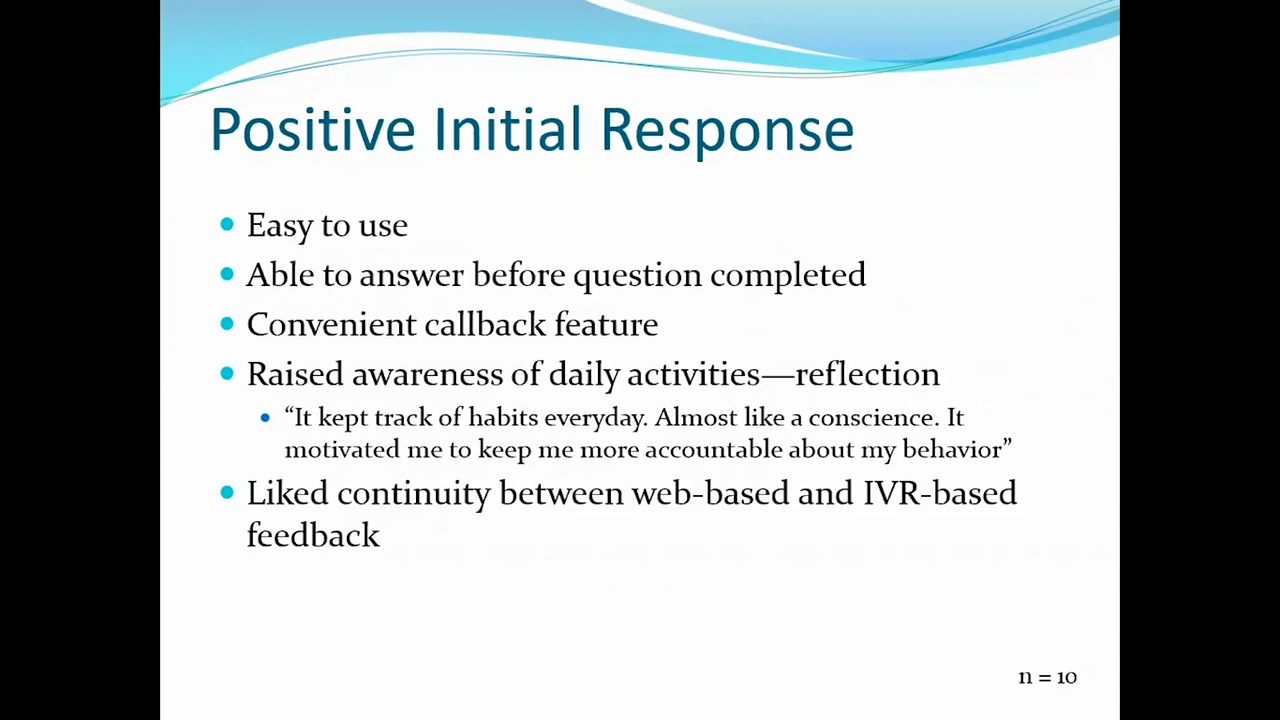 Positive Initial Response
• Easy to use
• Able to answer before question completed
• Convenient callback feature
• Raised awareness of daily activities—reflection
• “It kept track of habits everyday. Almost like a conscience. It
motivated me to keep me more accountable about my behavior”
• Liked continuity between web-based and IVR-based
feedback
n = 10